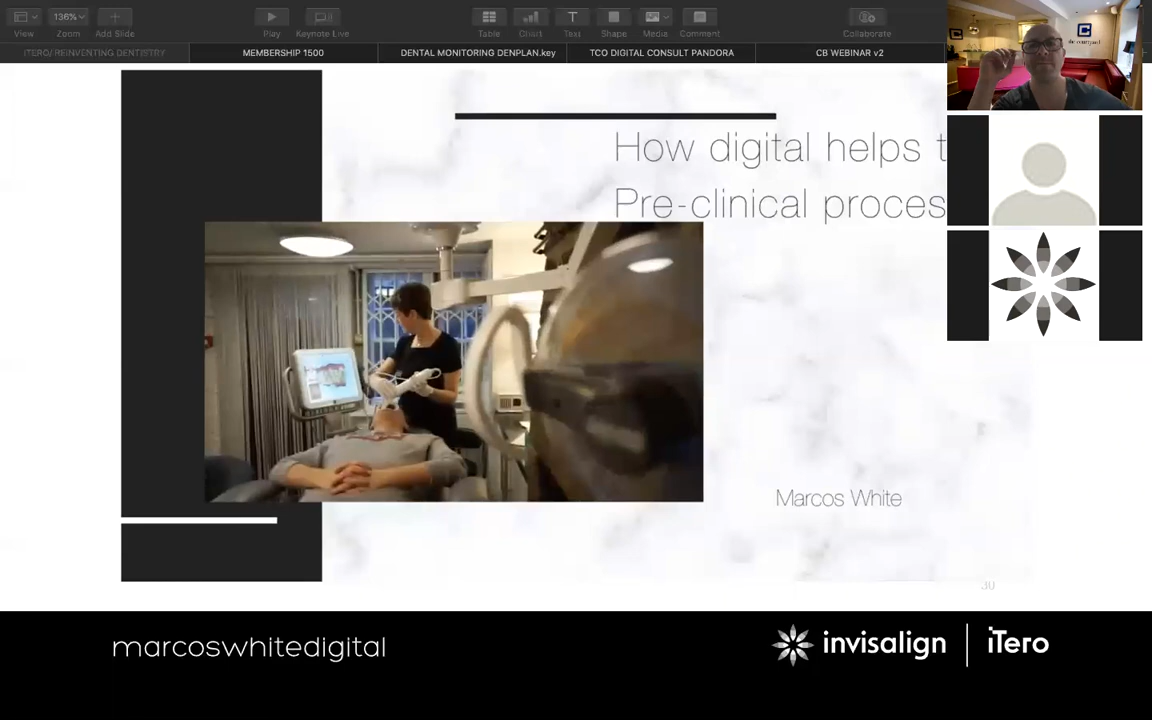 View
136%
Zoom
Add Slide
Play
Keynote Live
Table
Chart
Text
Shape
Media
Comment
Collaborate
ITERO/ REINVENTING DENTISTRY
MEMBERSHIP 1500
DENTAL MONITORING DENPLAN.key
TCO DIGITAL CONSULT PANDORA
CB WEBINAR v2
How digital helps t
Pre-clinical proces
Marcos White
30
marcoswhitedigital
invisalign
iTero